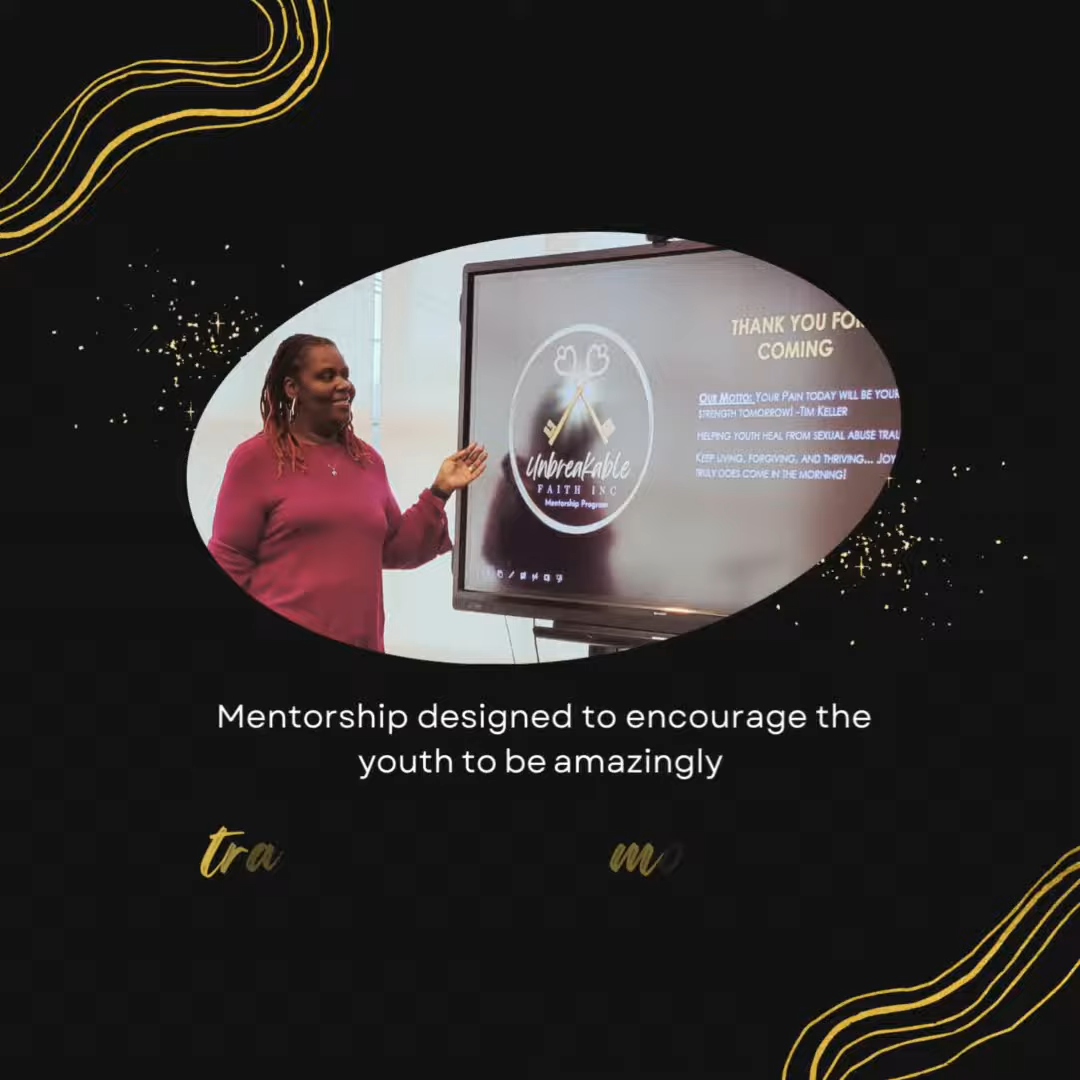 THANK YOU FOR
COMING
Our Motto: Your Pain today will be your
strength tomorrow! -Tim Keller
Helping youth heal from sexual abuse
Keep living, forgiving, and thriving... Joy
truly does come in the morning!
Unbreakable
FAITH INC
Mentorship Program
Mentorship designed to encourage the
youth to be amazingly
tra mo